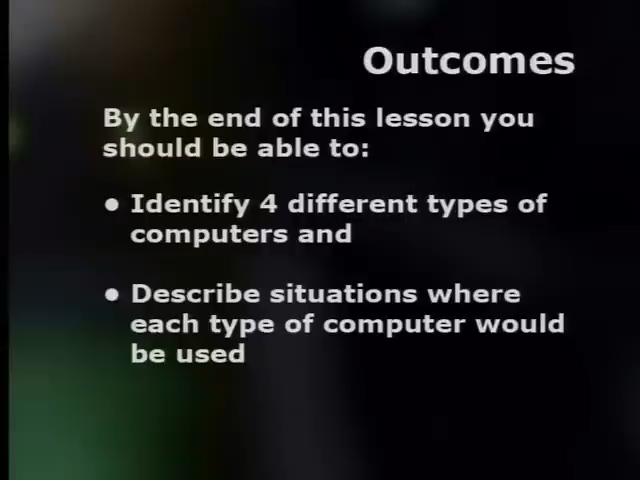 Outcomes
By the end of this lesson you
should be able to:
• Identify 4 different types of
computers and
• Describe situations where
each type of computer would
be used